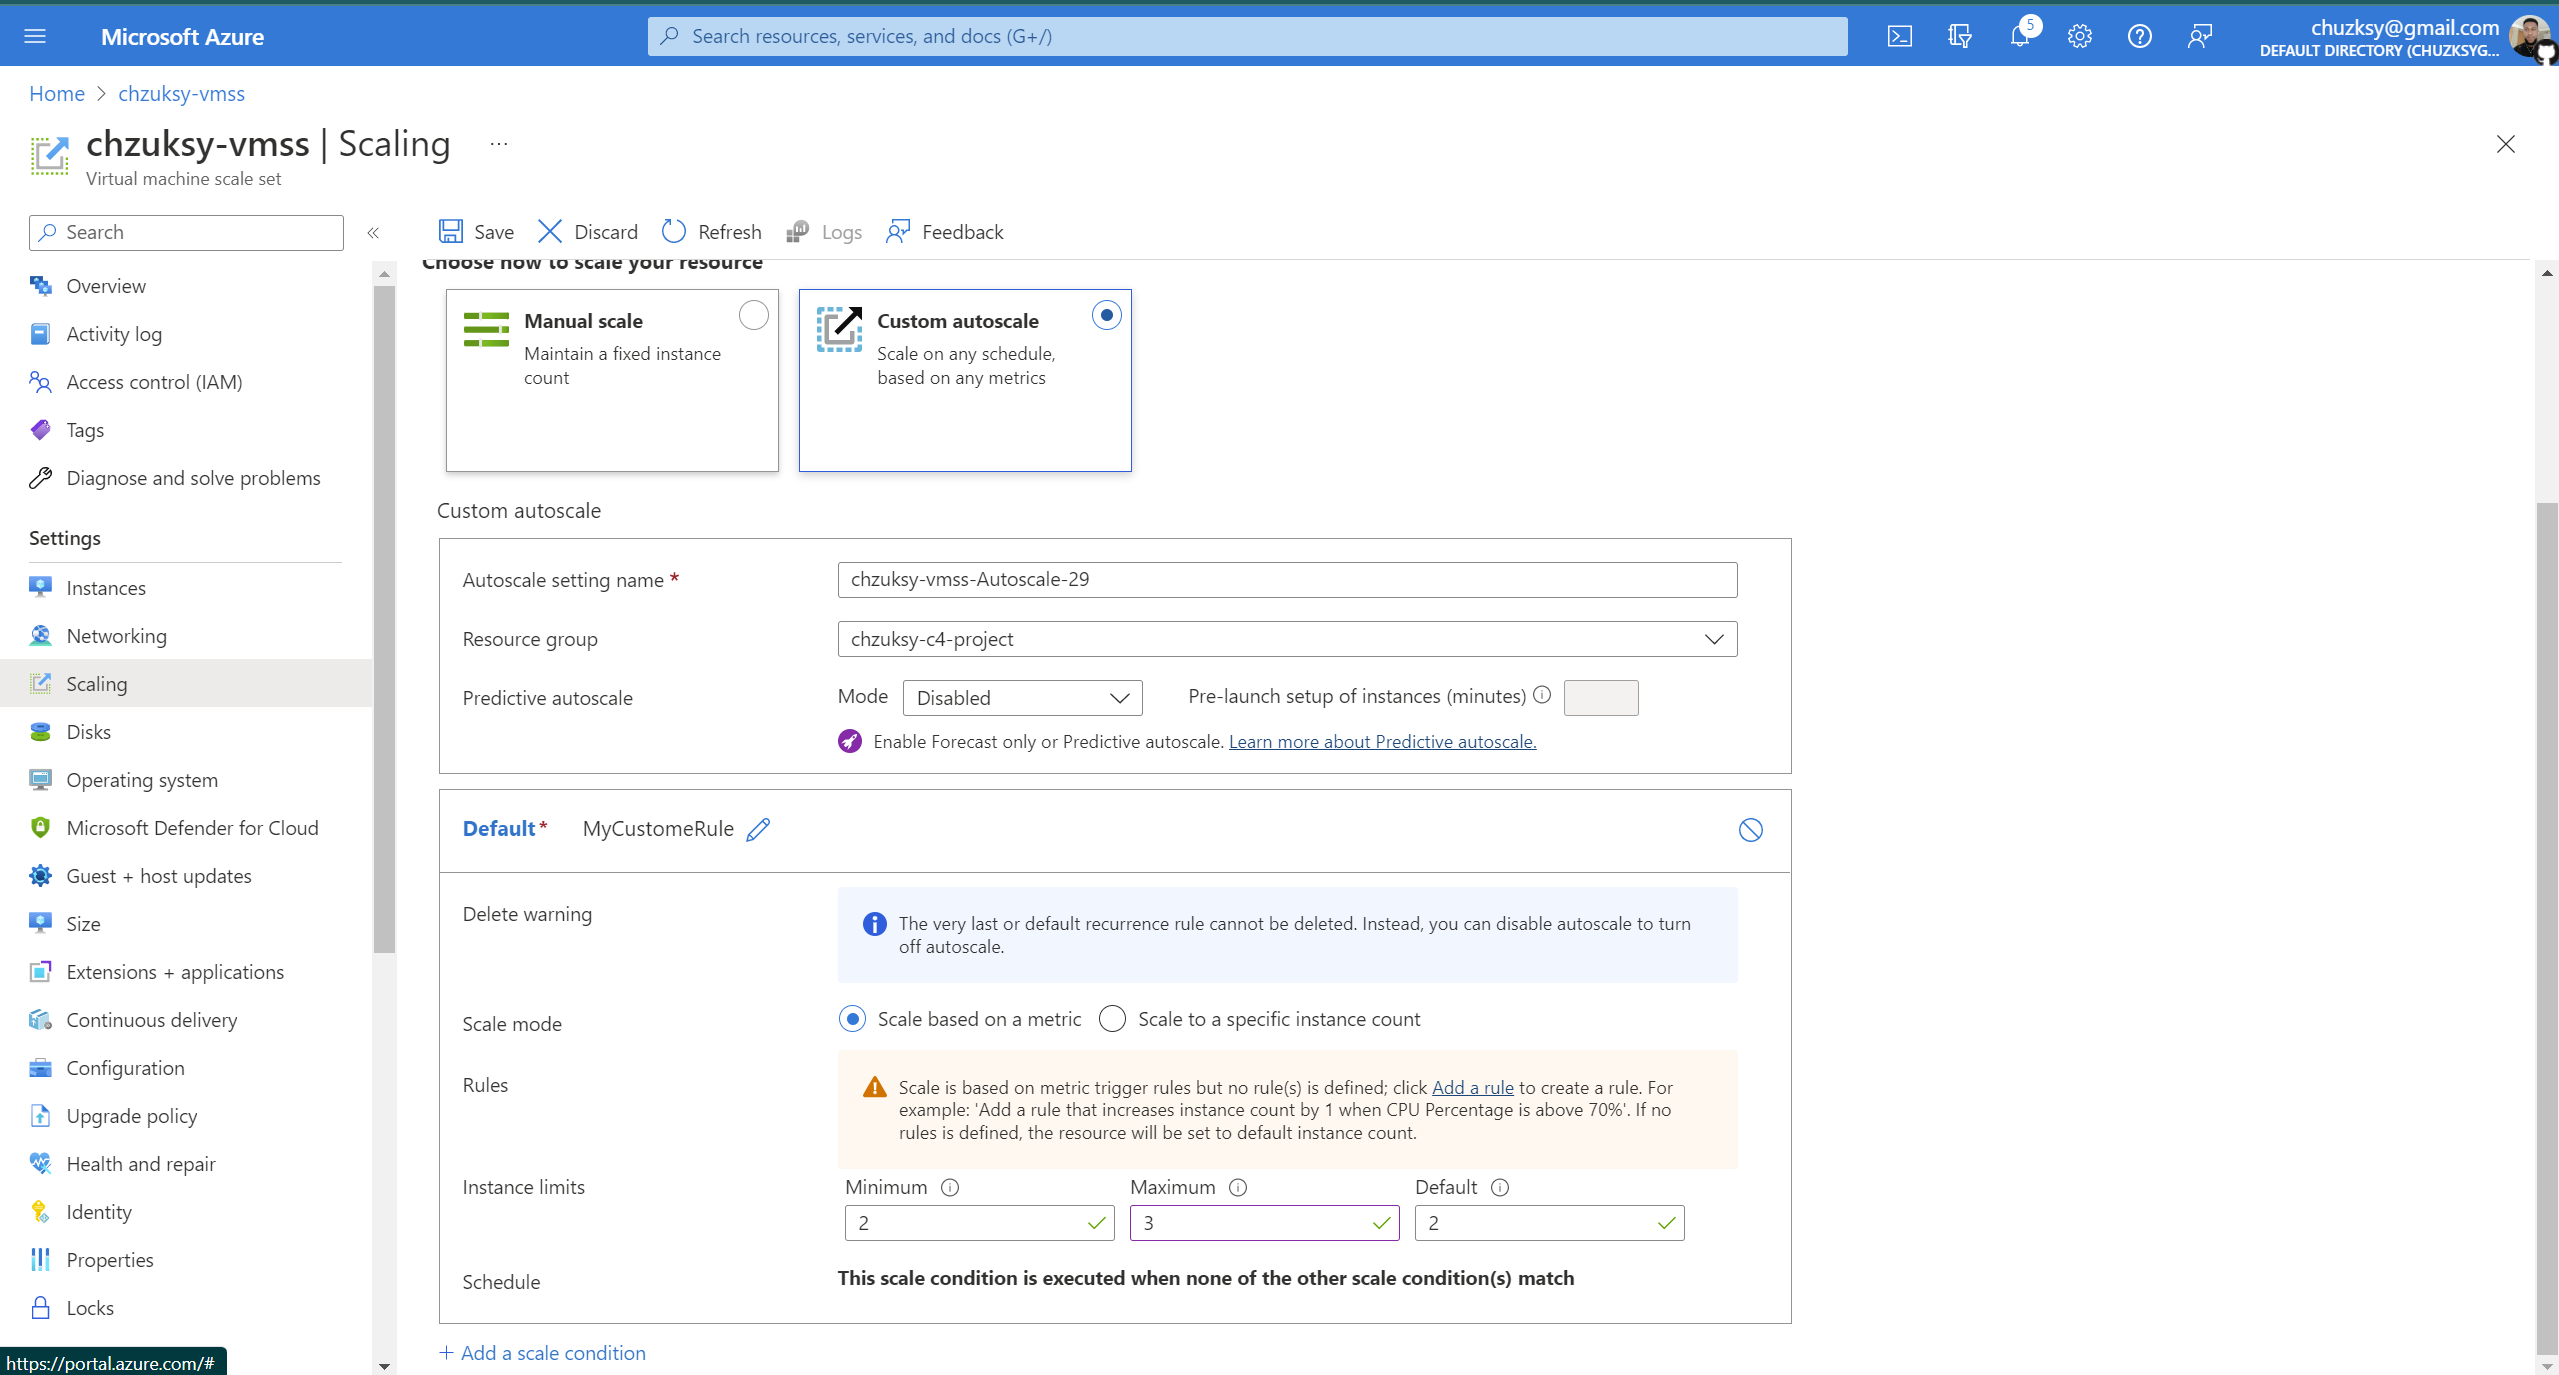 Microsoft Azure
Search resources, services, and docs (G+/)
5
chuzksy@gmail.com
DEFAULT DIRECTORY (CHUZKSYG...
Home > chzuksy-vmss
chzuksy-vmss | Scaling ...
Virtual machine scale set
Search
«
Save
Discard
Refresh
Logs
Feedback
Overview
Activity log
Access control (IAM)
Tags
Diagnose and solve problems
Settings
Instances
Networking
Scaling
Disks
Operating system
Microsoft Defender for Cloud
Guest + host updates
Size
Extensions + applications
Continuous delivery
Configuration
Upgrade policy
Health and repair
Identity
Properties
Locks
https://portal.azure.com/#
Choose how to scale your resource
Manual scale
Maintain a fixed instance
count
Custom autoscale
Scale on any schedule,
based on any metrics
Custom autoscale
Autoscale setting name *
chzuksy-vmss-Autoscale-29
Resource group
chzuksy-c4-project
Predictive autoscale
Mode
Disabled
Pre-launch setup of instances (minutes)
Enable Forecast only or Predictive autoscale. Learn more about Predictive autoscale.
Default* MyCustomeRule
Delete warning
The very last or default recurrence rule cannot be deleted. Instead, you can disable autoscale to turn
off autoscale.
Scale mode
Scale based on a metric
Scale to a specific instance count
Rules
Scale is based on metric trigger rules but no rule(s) is defined; click Add a rule to create a rule. For
example: 'Add a rule that increases instance count by 1 when CPU Percentage is above 70%'. If no
rules is defined, the resource will be set to default instance count.
Instance limits
Minimum
2
Maximum
3
Default
2
Schedule
This scale condition is executed when none of the other scale condition(s) match
+ Add a scale condition